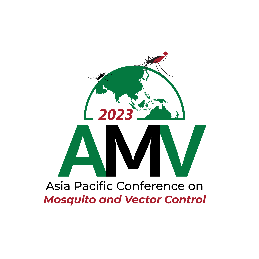 2023
AMV
Asia Pacific Conference on
Mosquito and Vector Control